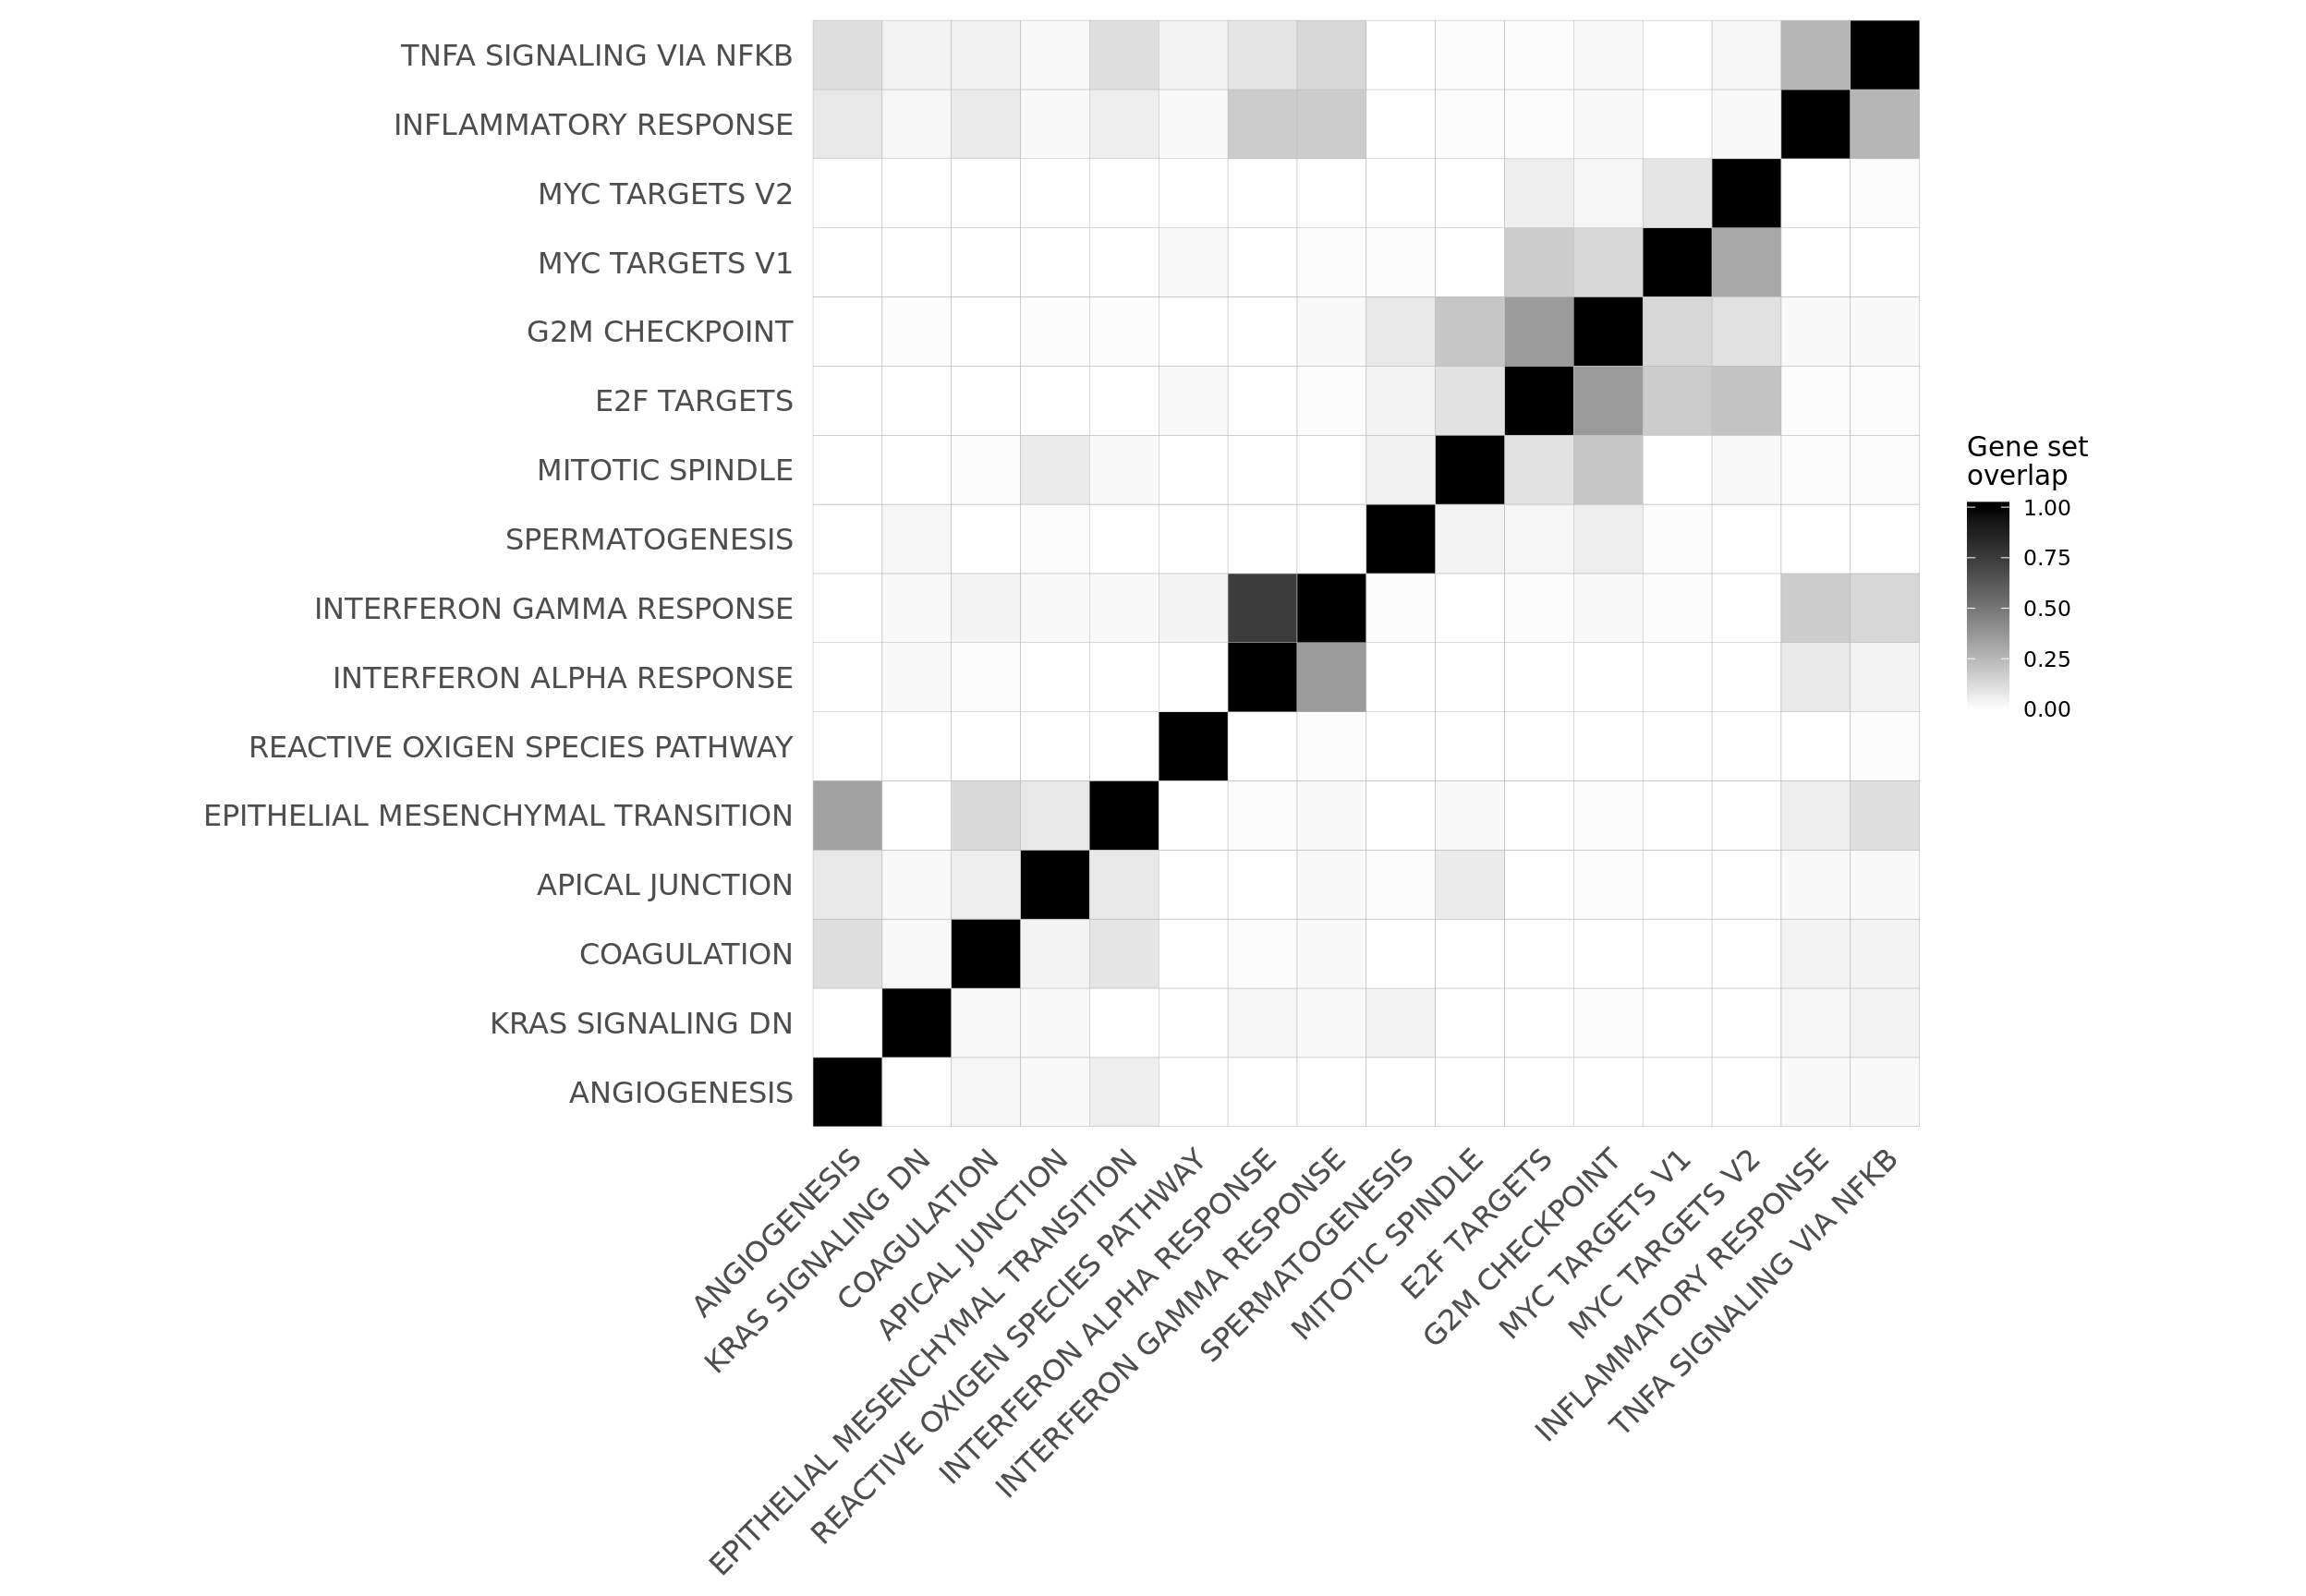 TNFA SIGNALING VIA NFKB
INFLAMMATORY RESPONSE
MYC TARGETS V2
MYC TARGETS V1
G2M CHECKPOINT
E2F TARGETS
MITOTIC SPINDLE
SPERMATOGENESIS
INTERFERON GAMMA RESPONSE
INTERFERON ALPHA RESPONSE
REACTIVE OXIGEN SPECIES PATHWAY
EPITHELIAL MESENCHYMAL TRANSITION
APICAL JUNCTION
COAGULATION
KRAS SIGNALING DN
ANGIOGENESIS
ANGIOGENESIS
KRAS SIGNALING DN
COAGULATION
APICAL JUNCTION
EPITHELIAL MESENCHYMAL TRANSITION
REACTIVE OXIGEN SPECIES PATHWAY
INTERFERON ALPHA RESPONSE
INTERFERON GAMMA RESPONSE
SPERMATOGENESIS
MITOTIC SPINDLE
E2F TARGETS
G2M CHECKPOINT
MYC TARGETS V1
MYC TARGETS V2
INFLAMMATORY RESPONSE
TNFA SIGNALING VIA NFKB
Gene set
overlap
1.00
0.75
0.50
0.25
0.00